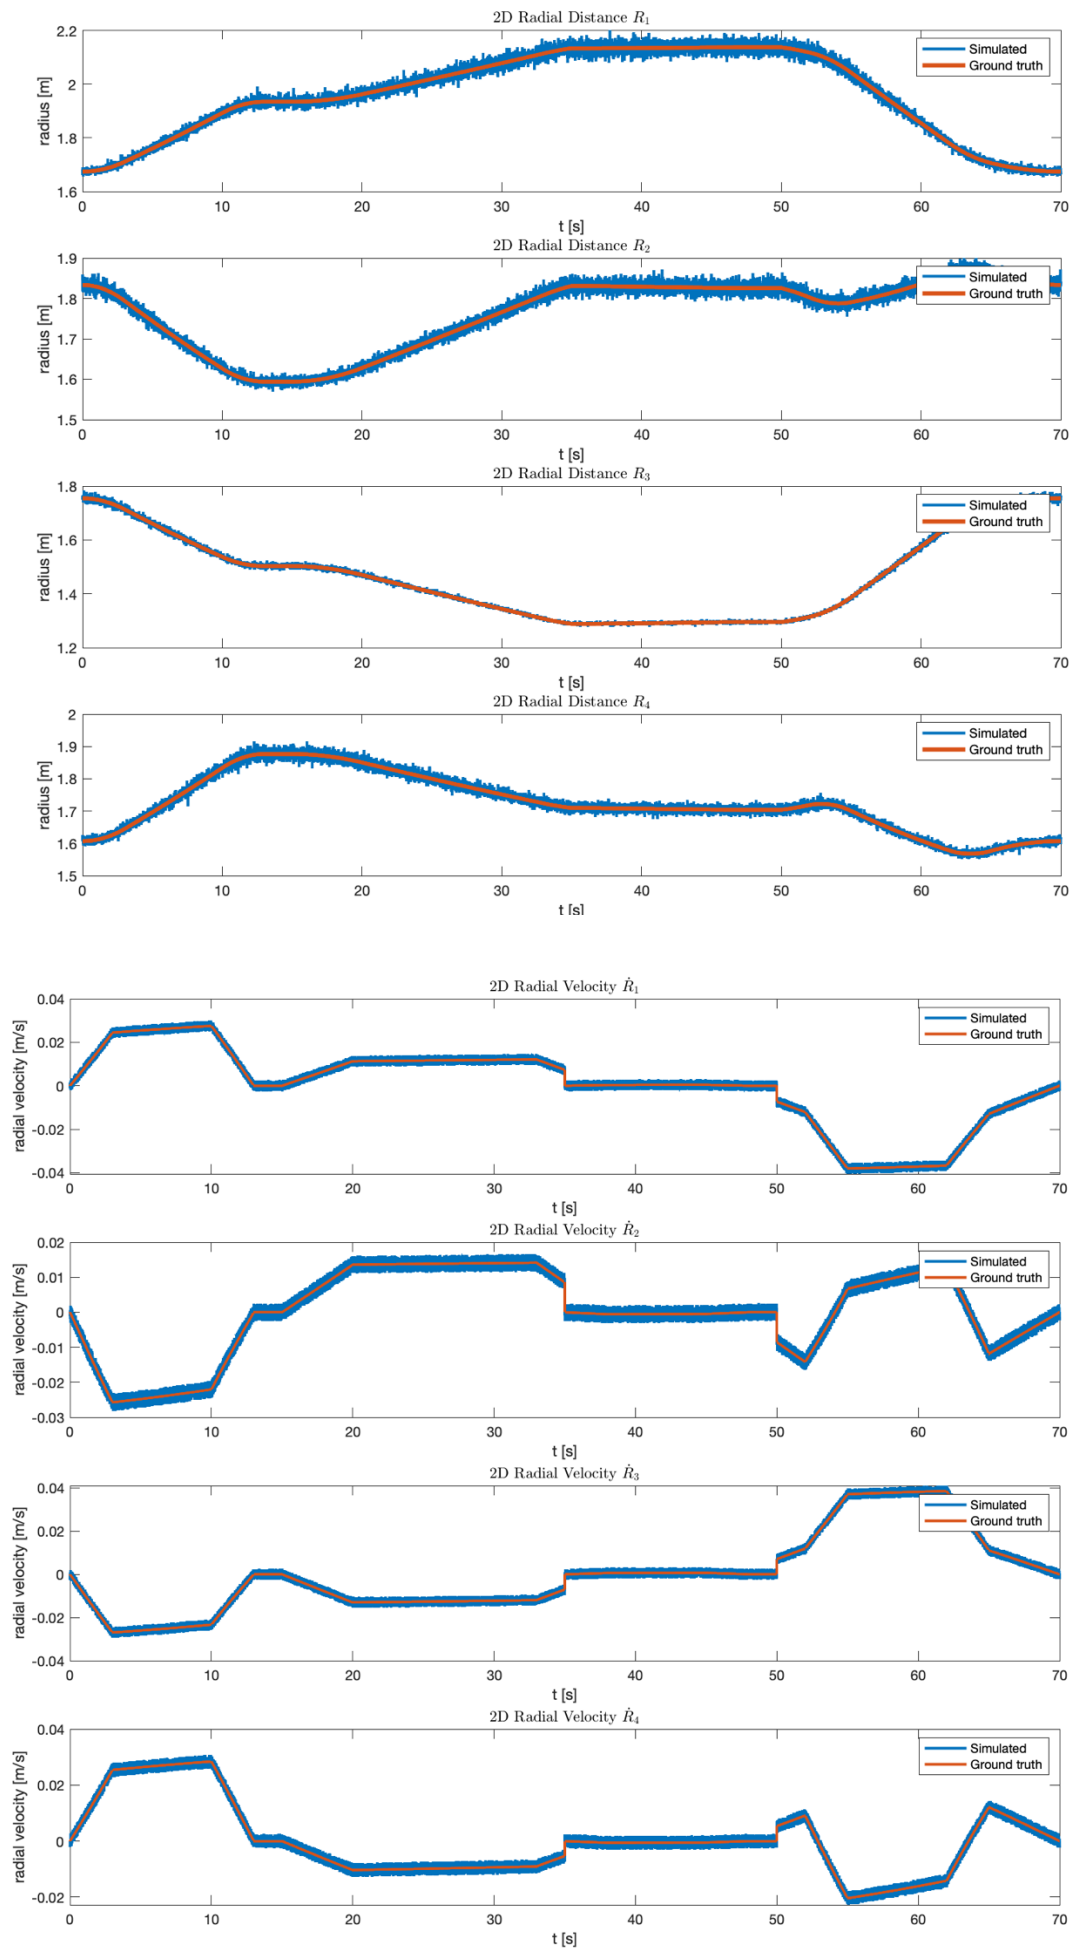 2D Radial Distance R₁
2.2
2
1.8
1.6
radius [m]
Simulated
Ground truth
0 10 20 30 40 50 60 70
t [s]
2D Radial Distance R₂
1.9
1.8
1.7
1.6
1.5
radius [m]
Simulated
Ground truth
0 10 20 30 40 50 60 70
t [s]
2D Radial Distance R₃
1.8
1.6
1.4
1.2
radius [m]
Simulated
Ground truth
0 10 20 30 40 50 60 70
t [s]
2D Radial Distance R₄
2
1.9
1.8
1.7
1.6
1.5
radius [m]
Simulated
Ground truth
0 10 20 30 40 50 60 70
t [s]
2D Radial Velocity Ṙ₁
0.04
0.02
0
-0.02
-0.04
radial velocity [m/s]
Simulated
Ground truth
0 10 20 30 40 50 60 70
t [s]
2D Radial Velocity Ṙ₂
0.02
0.01
0
-0.01
-0.02
-0.03
radial velocity [m/s]
Simulated
Ground truth
0 10 20 30 40 50 60 70
t [s]
2D Radial Velocity Ṙ₃
0.04
0.02
0
-0.02
-0.04
radial velocity [m/s]
Simulated
Ground truth
0 10 20 30 40 50 60 70
t [s]
2D Radial Velocity Ṙ₄
0.04
0.02
0
-0.02
radial velocity [m/s]
Simulated
Ground truth
0 10 20 30 40 50 60 70
t [s]